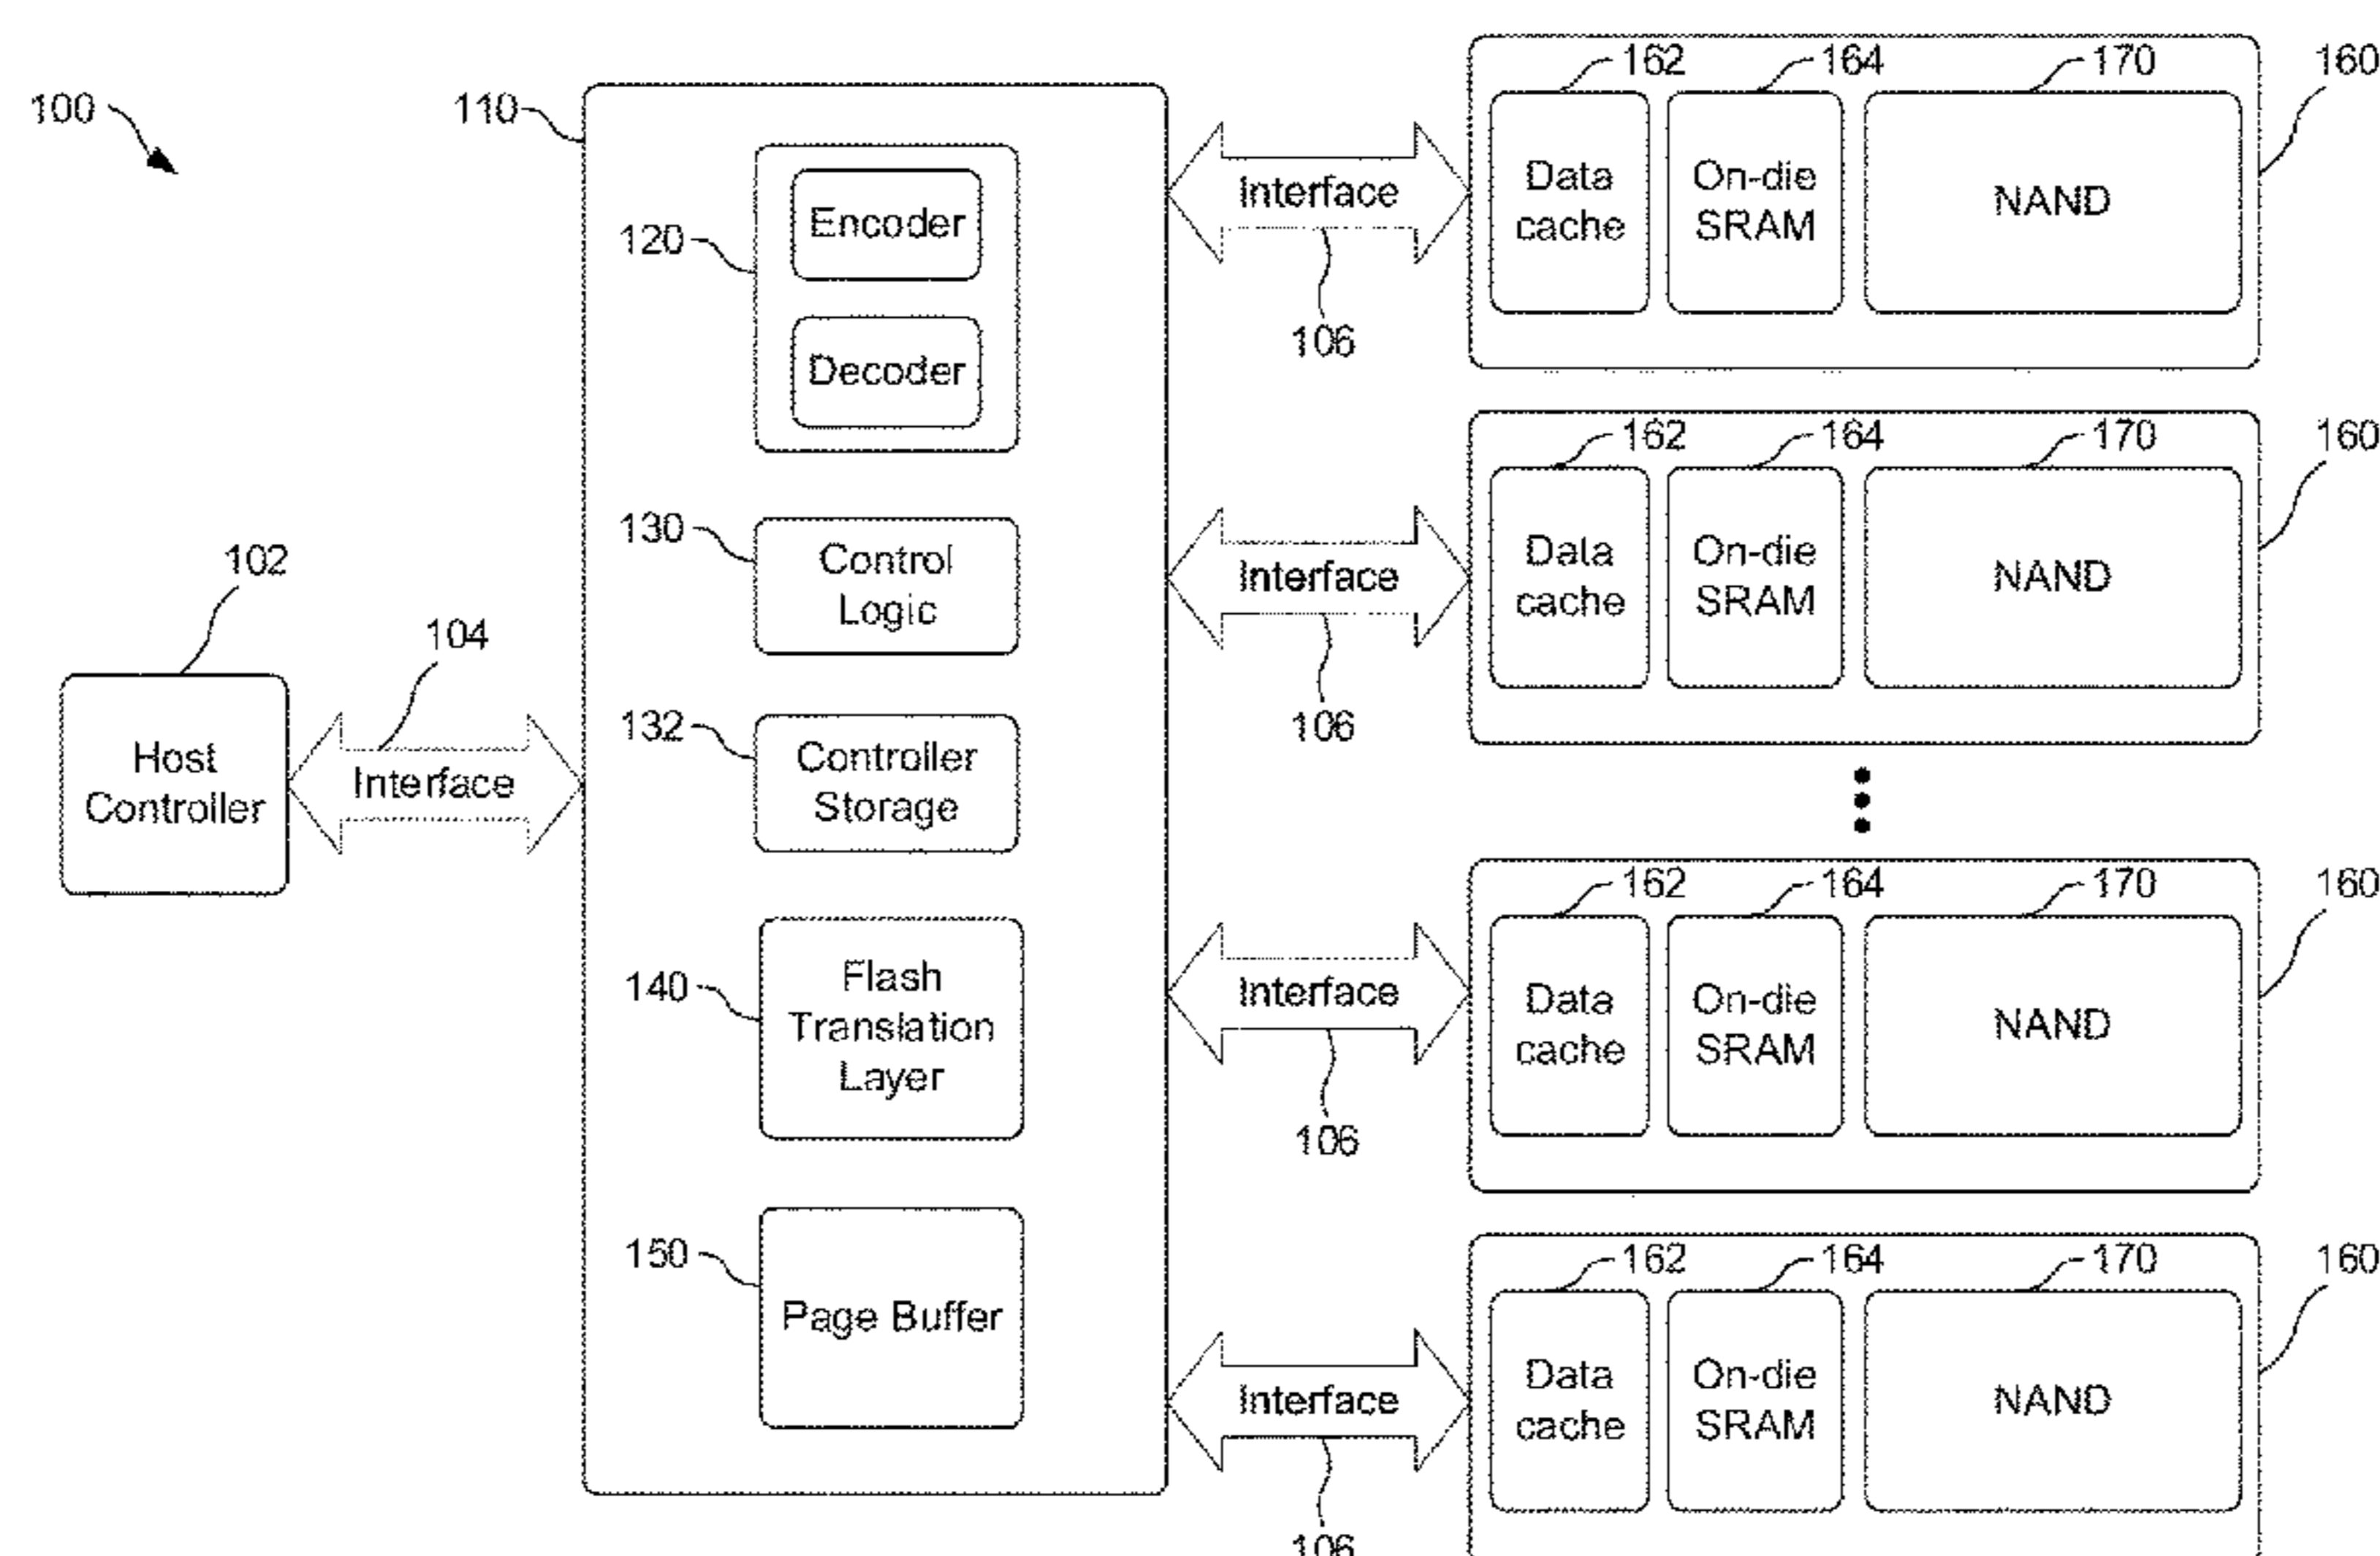 100
110
120
Encoder
Decoder
130
Control
Logic
132
Controller
Storage
140
Flash
Translation
Layer
150
Page Buffer
102
Host
Controller
104
Interface
Interface
106
162
164
170
160
Data
cache
On-die
SRAM
NAND
Interface
106
162
164
170
160
Data
cache
On-die
SRAM
NAND
Interface
106
162
164
170
160
Data
cache
On-die
SRAM
NAND
Interface
106
162
164
170
160
Data
cache
On-die
SRAM
NAND